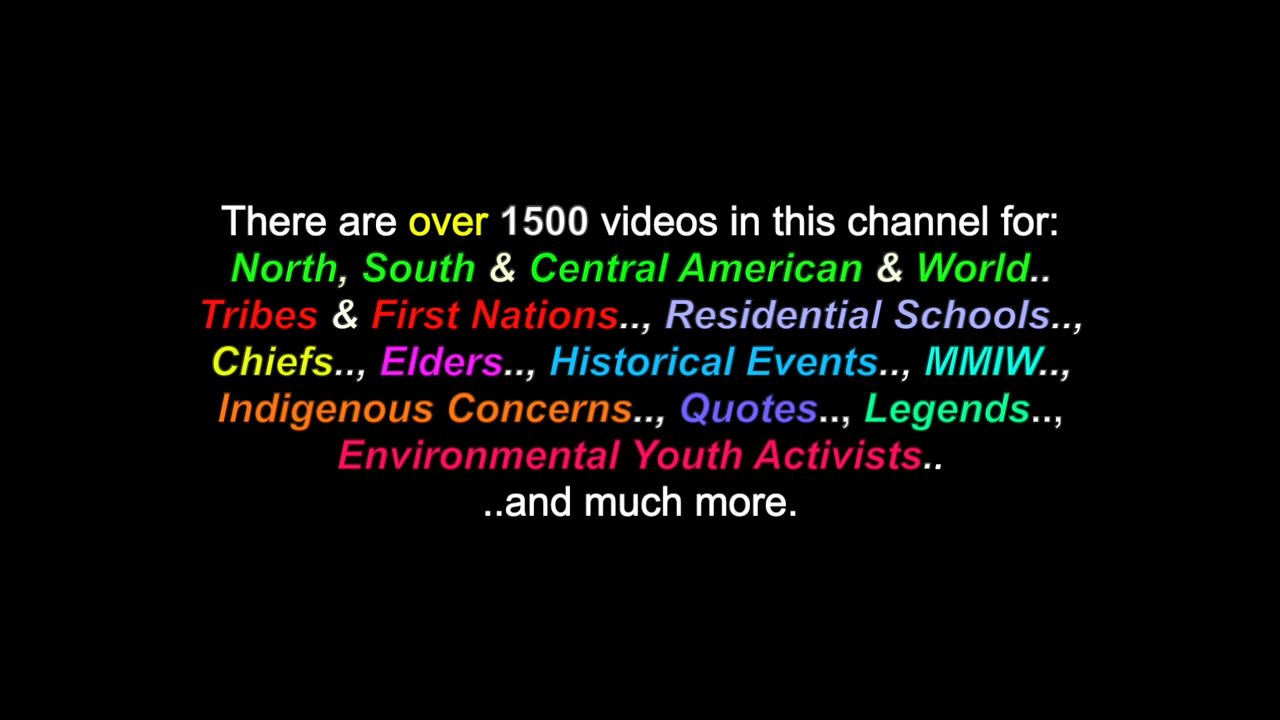 There are over 1500 videos in this channel for:
North, South & Central American & World..
Tribes & First Nations.., Residential Schools..,
Chiefs.., Elders.., Historical Events.., MMIW..,
Indigenous Concerns.., Quotes.., Legends..,
Environmental Youth Activists..
..and much more.